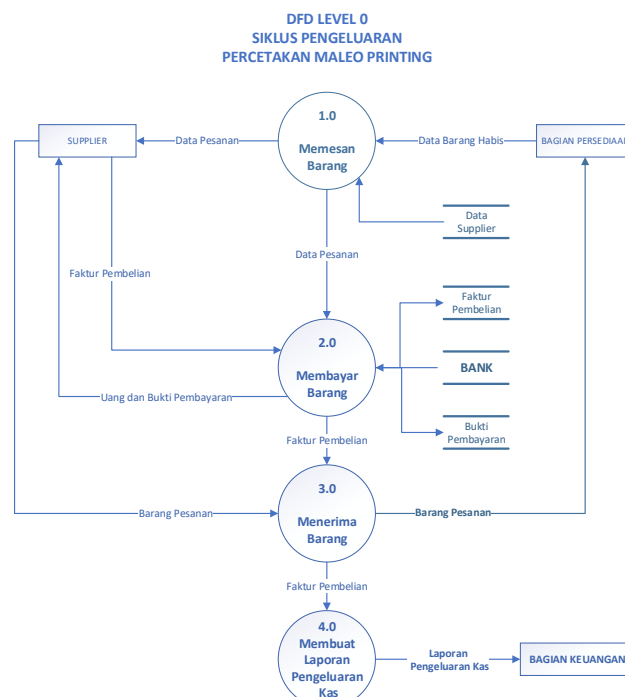 DFD LEVEL 0
SIKLUS PENGELUARAN
PERCETAKAN MALEO PRINTING
1.0
Memesan
Barang
SUPPLIER
Data Pesanan
Data Barang Habis
BAGIAN PERSEDIAAN
Data
Supplier
Data Pesanan
Faktur Pembelian
Faktur
Pembelian
2.0
Membayar
Barang
BANK
Uang dan Bukti Pembayaran
Bukti
Pembayaran
Faktur Pembelian
3.0
Menerima
Barang
Barang Pesanan
Barang Pesanan
Faktur Pembelian
4.0
Membuat
Laporan
Pengeluaran
Kas
Laporan
Pengeluaran Kas
BAGIAN KEUANGAN